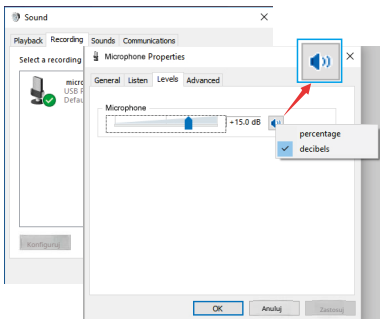 Sound
Playback Recording Sounds Communications
Select a recording
micro
USB P
Defau
Konfiguruj
Microphone Properties
General Listen Levels Advanced
Microphone
+15.0 dB
percentage
decibels
OK Anuluj Zastosuj